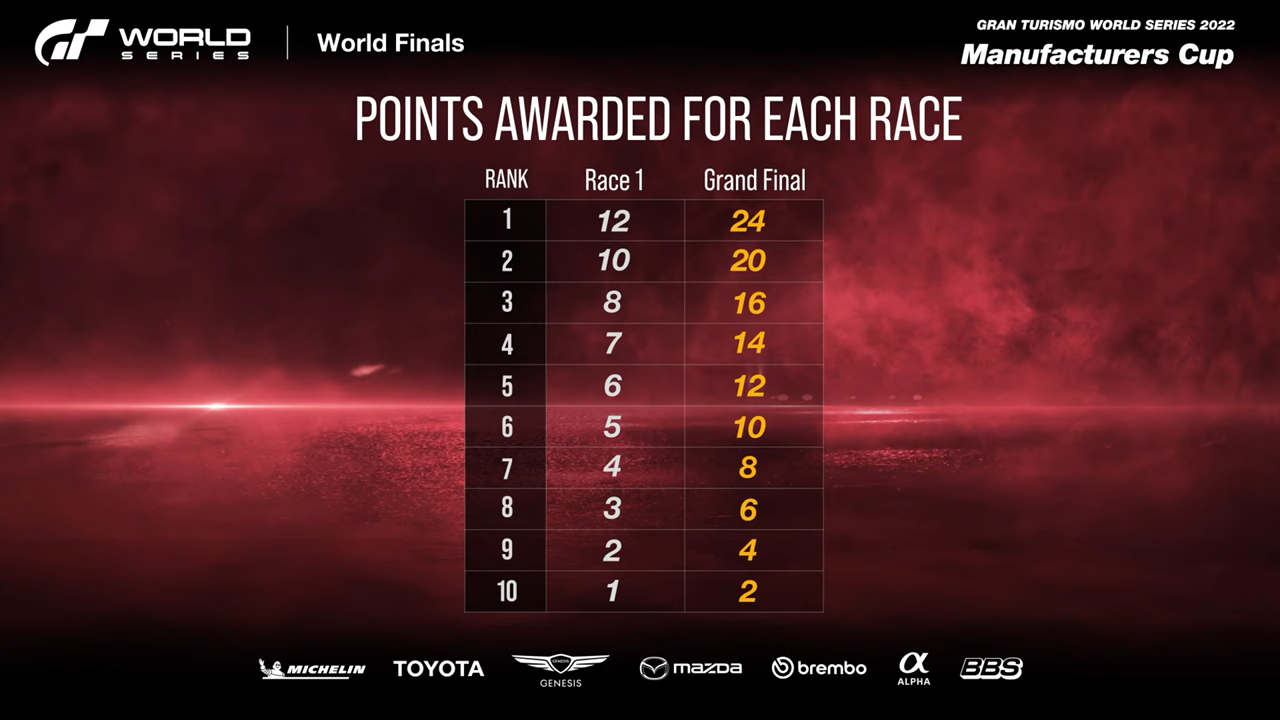 GT WORLD SERIES
World Finals
GRAN TURISMO WORLD SERIES 2022
Manufacturers Cup
POINTS AWARDED FOR EACH RACE
RANK Race 1 Grand Final
1 12 24
2 10 20
3 8 16
4 7 14
5 6 12
6 5 10
7 4 8
8 3 6
9 2 4
10 1 2
MICHELIN TOYOTA GENESIS GENESIS mazda brembo α ALPHA BBS